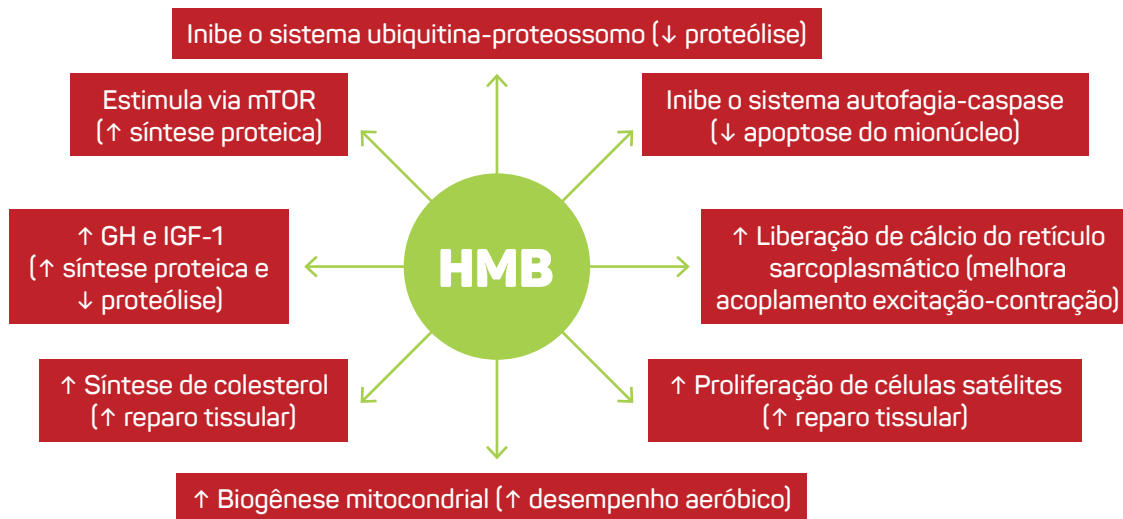 Inibe o sistema ubiquitina-proteossomo (↓ proteólise)
Estimula via mTOR
(↑ síntese proteica)
Inibe o sistema autofagia-caspase
(↓ apoptose do mionúcleo)
↑ GH e IGF-1
(↑ síntese proteica e
↓ proteólise)
HMB
↑ Liberação de cálcio do retículo
sarcoplasmático (melhora
acoplamento excitação-contração)
↑ Síntese de colesterol
(↑ reparo tissular)
↑ Proliferação de células satélites
(↑ reparo tissular)
↑ Biogênese mitocondrial (↑ desempenho aeróbico)